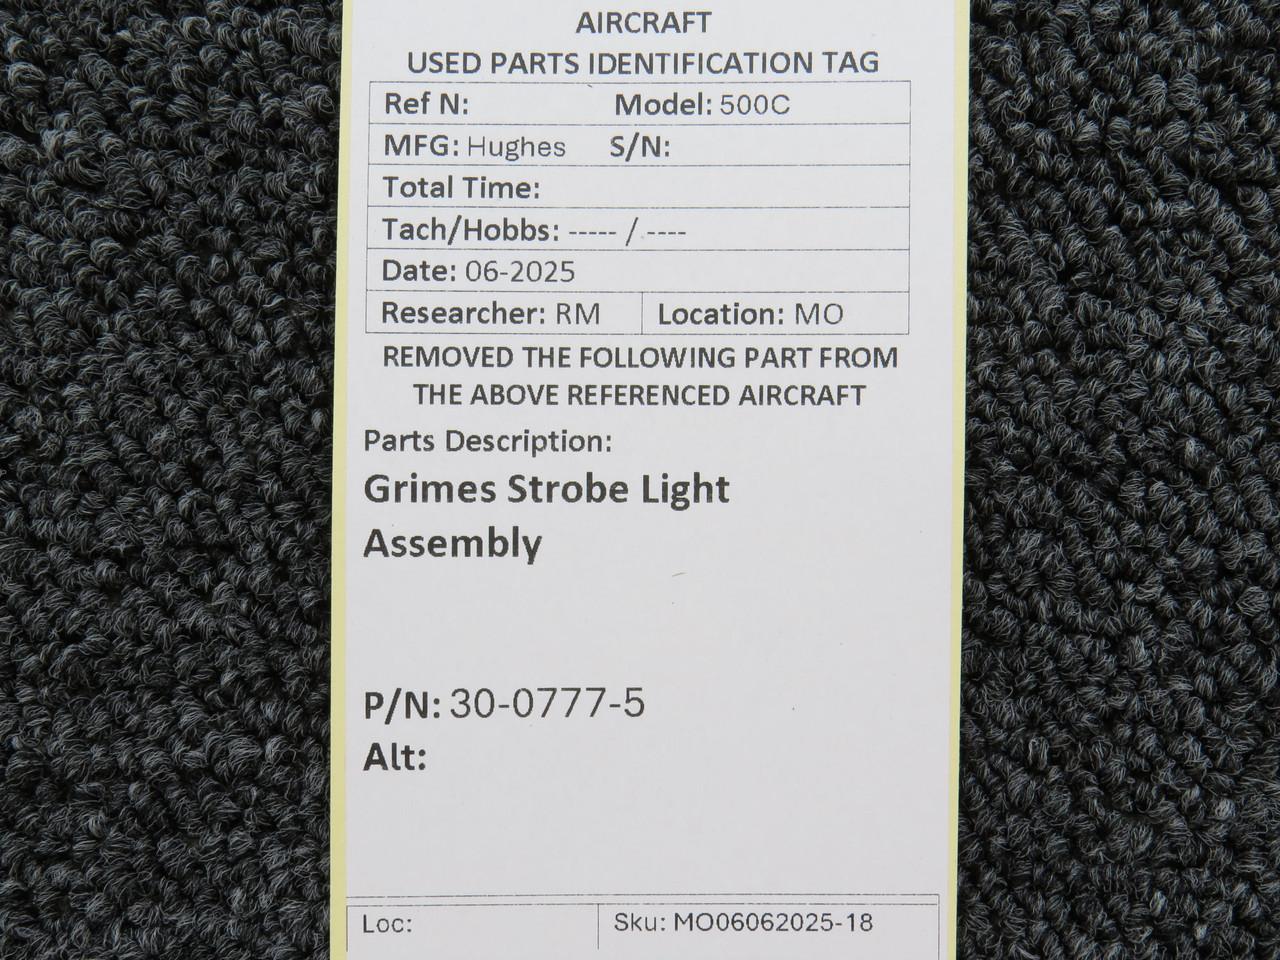 AIRCRAFT
USED PARTS IDENTIFICATION TAG
Ref N: Model: 500C
MFG: Hughes S/N:
Total Time:
Tach/Hobbs: ----- / ----
Date: 06-2025
Researcher: RM Location: MO
REMOVED THE FOLLOWING PART FROM
THE ABOVE REFERENCED AIRCRAFT
Parts Description:
Grimes Strobe Light
Assembly
P/N: 30-0777-5
Alt:
Loc: Sku: MO06062025-18